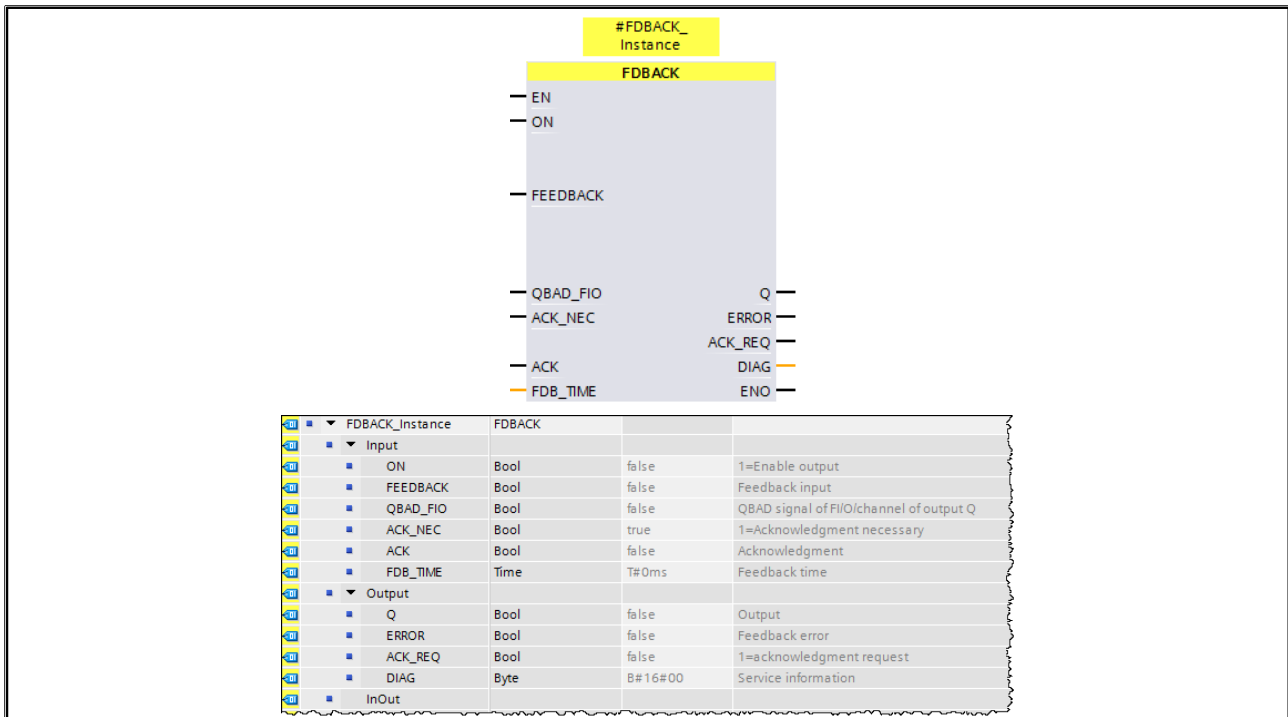 #FDBACK_
Instance
FDBACK
EN
ON
FEEDBACK
QBAD_FIO Q
ACK_NEC ERROR
ACK_REQ
ACK DIAG
FDB_TIME ENO
FDBACK_Instance FDBACK
Input
ON Bool false 1=Enable output
FEEDBACK Bool false Feedback input
QBAD_FIO Bool false QBAD signal of FI/O/channel of output Q
ACK_NEC Bool true 1=Acknowledgment necessary
ACK Bool false Acknowledgment
FDB_TIME Time T#0ms Feedback time
Output
Q Bool false Output
ERROR Bool false Feedback error
ACK_REQ Bool false 1=acknowledgment request
DIAG Byte B#16#00 Service information
InOut